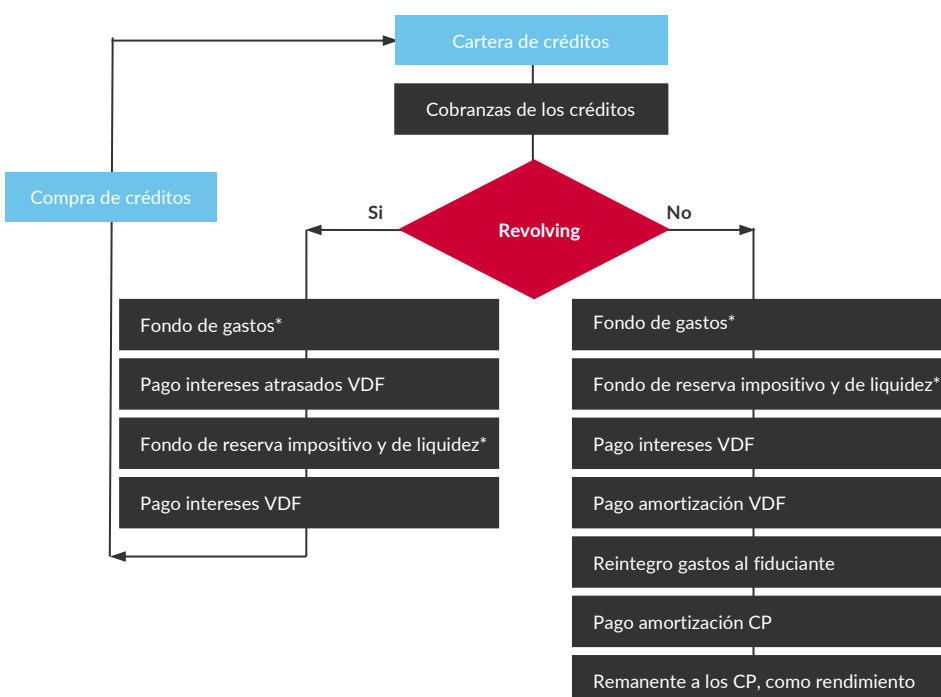 Cartera de créditos
Cobranzas de los créditos
Compra de créditos
Si
No
Revolving
Fondo de gastos*
Pago intereses atrasados VDF
Fondo de reserva impositivo y de liquidez*
Pago intereses VDF
Fondo de gastos*
Fondo de reserva impositivo y de liquidez*
Pago intereses VDF
Pago amortización VDF
Reintegro gastos al fiduciante
Pago amortización CP
Remanente a los CP, como rendimiento